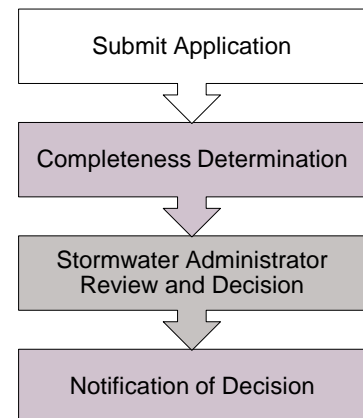 Submit Application
Completeness Determination
Stormwater Administrator
Review and Decision
Notification of Decision